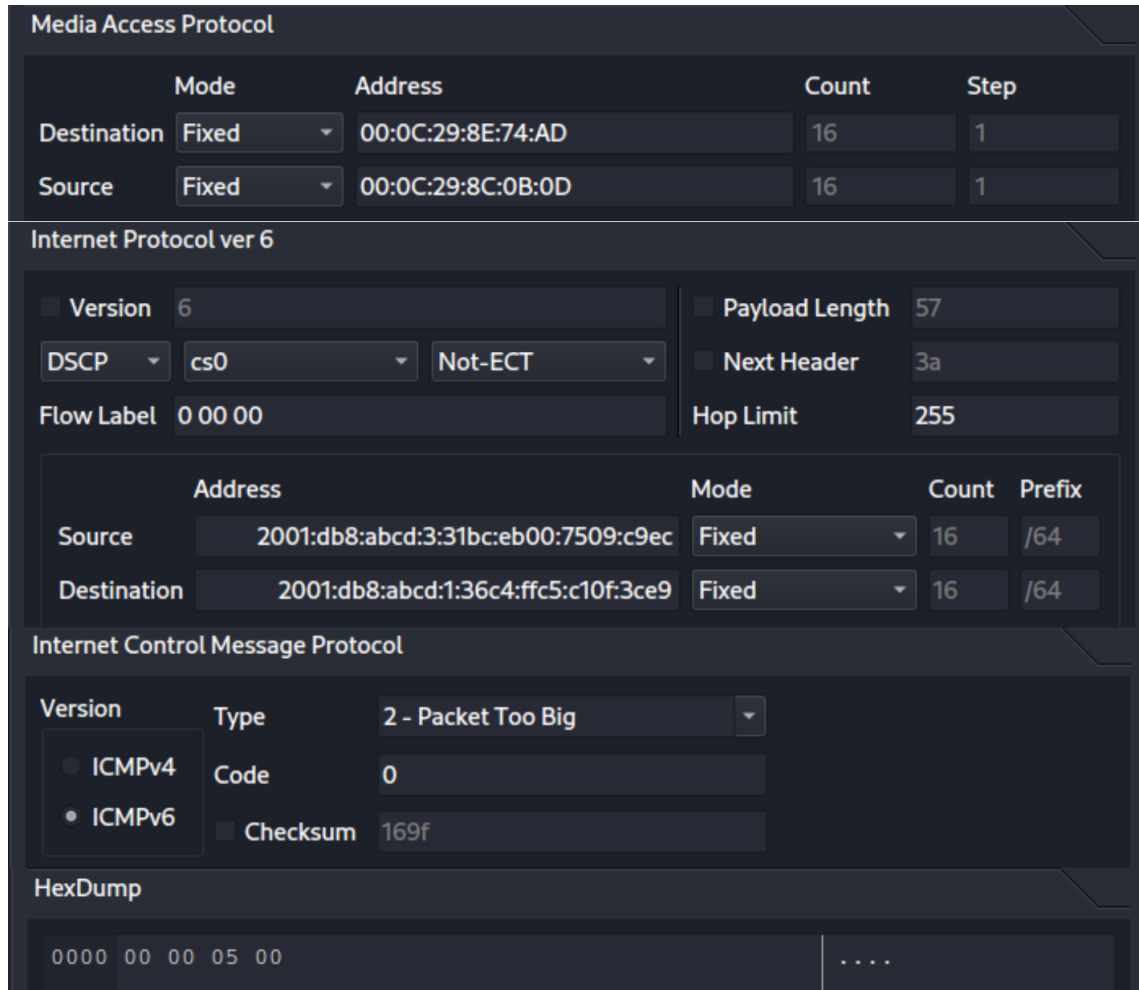 Media Access Protocol
Mode Address Count Step
Destination Fixed 00:0C:29:8E:74:AD 16 1
Source Fixed 00:0C:29:8C:0B:0D 16 1
Internet Protocol ver 6
Version 6 Payload Length 57
DSCP cs0 Not-ECT Next Header 3a
Flow Label 0 00 00 Hop Limit 255
Address Mode Count Prefix
Source 2001:db8:abcd:3:31bc:eb00:7509:c9ec Fixed 16 /64
Destination 2001:db8:abcd:1:36c4:ffc5:c10f:3ce9 Fixed 16 /64
Internet Control Message Protocol
Version Type 2 - Packet Too Big
ICMPv4 Code 0
ICMPv6 Checksum 169f
HexDump
0000 00 00 05 00 ....